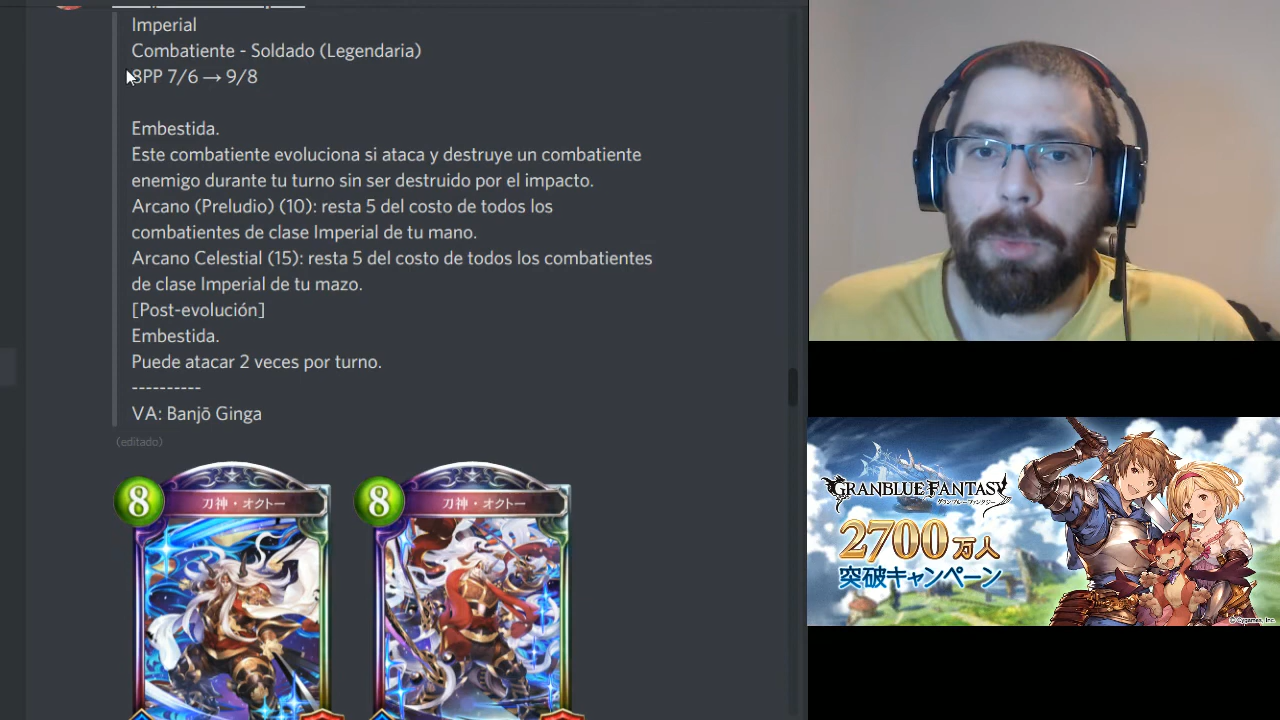 Imperial
Combatiente - Soldado (Legendaria)
8PP 7/6 → 9/8
Embestida.
Este combatiente evoluciona si ataca y destruye un combatiente
enemigo durante tu turno sin ser destruido por el impacto.
Arcano (Preludio) (10): resta 5 del costo de todos los
combatientes de clase Imperial de tu mano.
Arcano Celestial (15): resta 5 del costo de todos los combatientes
de clase Imperial de tu mazo.
[Post-evolución]
Embestida.
Puede atacar 2 veces por turno.
----------
VA: Banjō Ginga
(editado)
8
刀神・オクトー
8
刀神・オクトー
GRANBLUE FANTASY
グランブルーファンタジー
2700万人
突破キャンペーン
© Cygames, Inc.